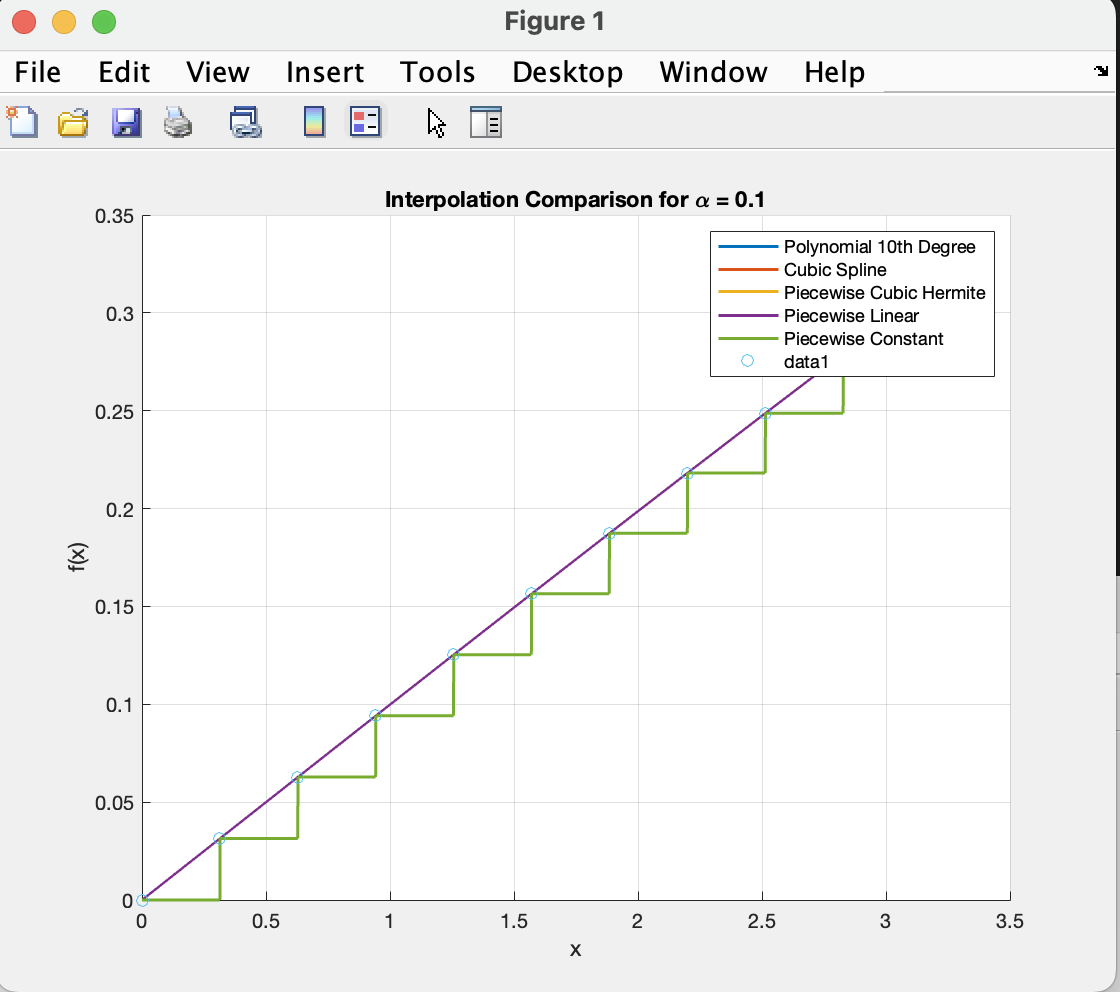 Figure 1
File Edit View Insert Tools Desktop Window Help
Interpolation Comparison for α = 0.1
0.35
0.3
0.25
0.2
0.15
0.1
0.05
0
f(x)
Polynomial 10th Degree
Cubic Spline
Piecewise Cubic Hermite
Piecewise Linear
Piecewise Constant
data1
0 0.5 1 1.5 2 2.5 3 3.5
x